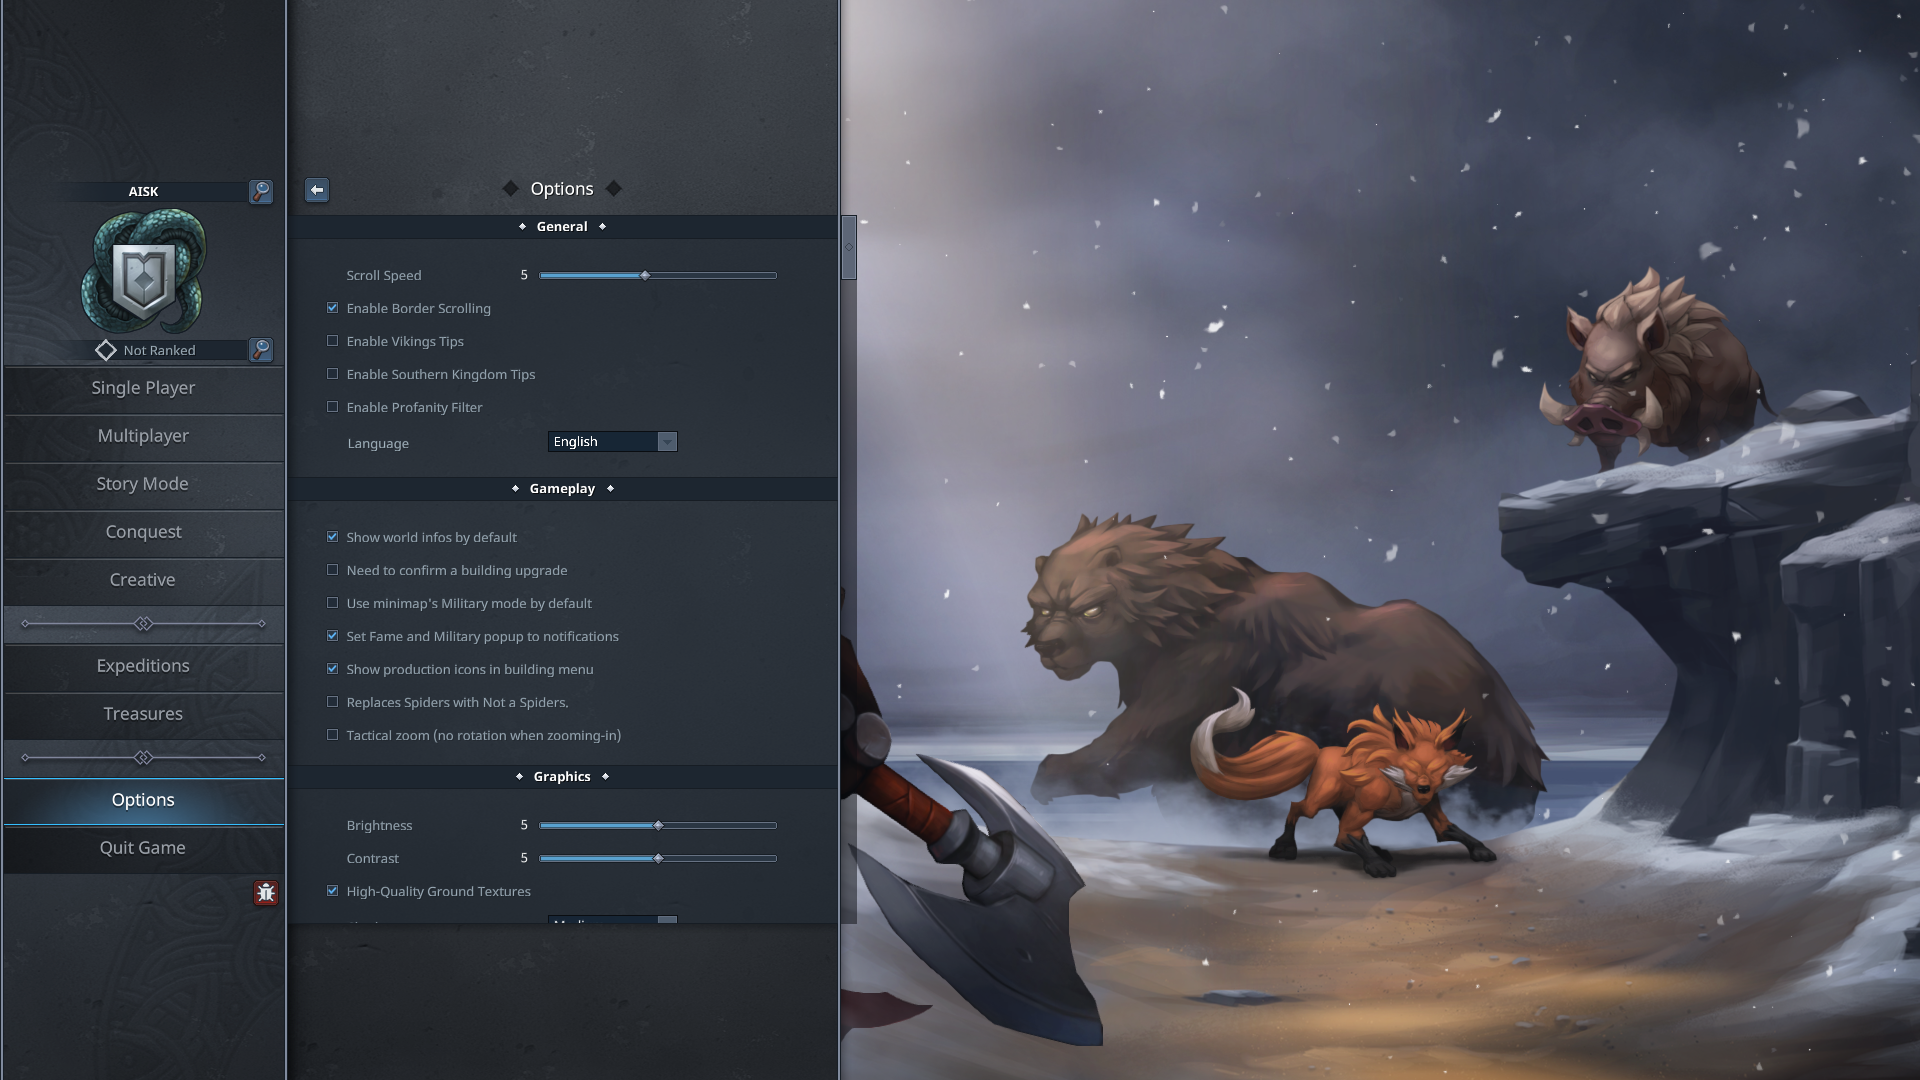 AISK
Not Ranked
Single Player
Multiplayer
Story Mode
Conquest
Creative
Expeditions
Treasures
Options
Quit Game
Options
General
Scroll Speed 5
Enable Border Scrolling
Enable Vikings Tips
Enable Southern Kingdom Tips
Enable Profanity Filter
Language English
Gameplay
Show world infos by default
Need to confirm a building upgrade
Use minimap's Military mode by default
Set Fame and Military popup to notifications
Show production icons in building menu
Replaces Spiders with Not a Spiders.
Tactical zoom (no rotation when zooming-in)
Graphics
Brightness 5
Contrast 5
High-Quality Ground Textures